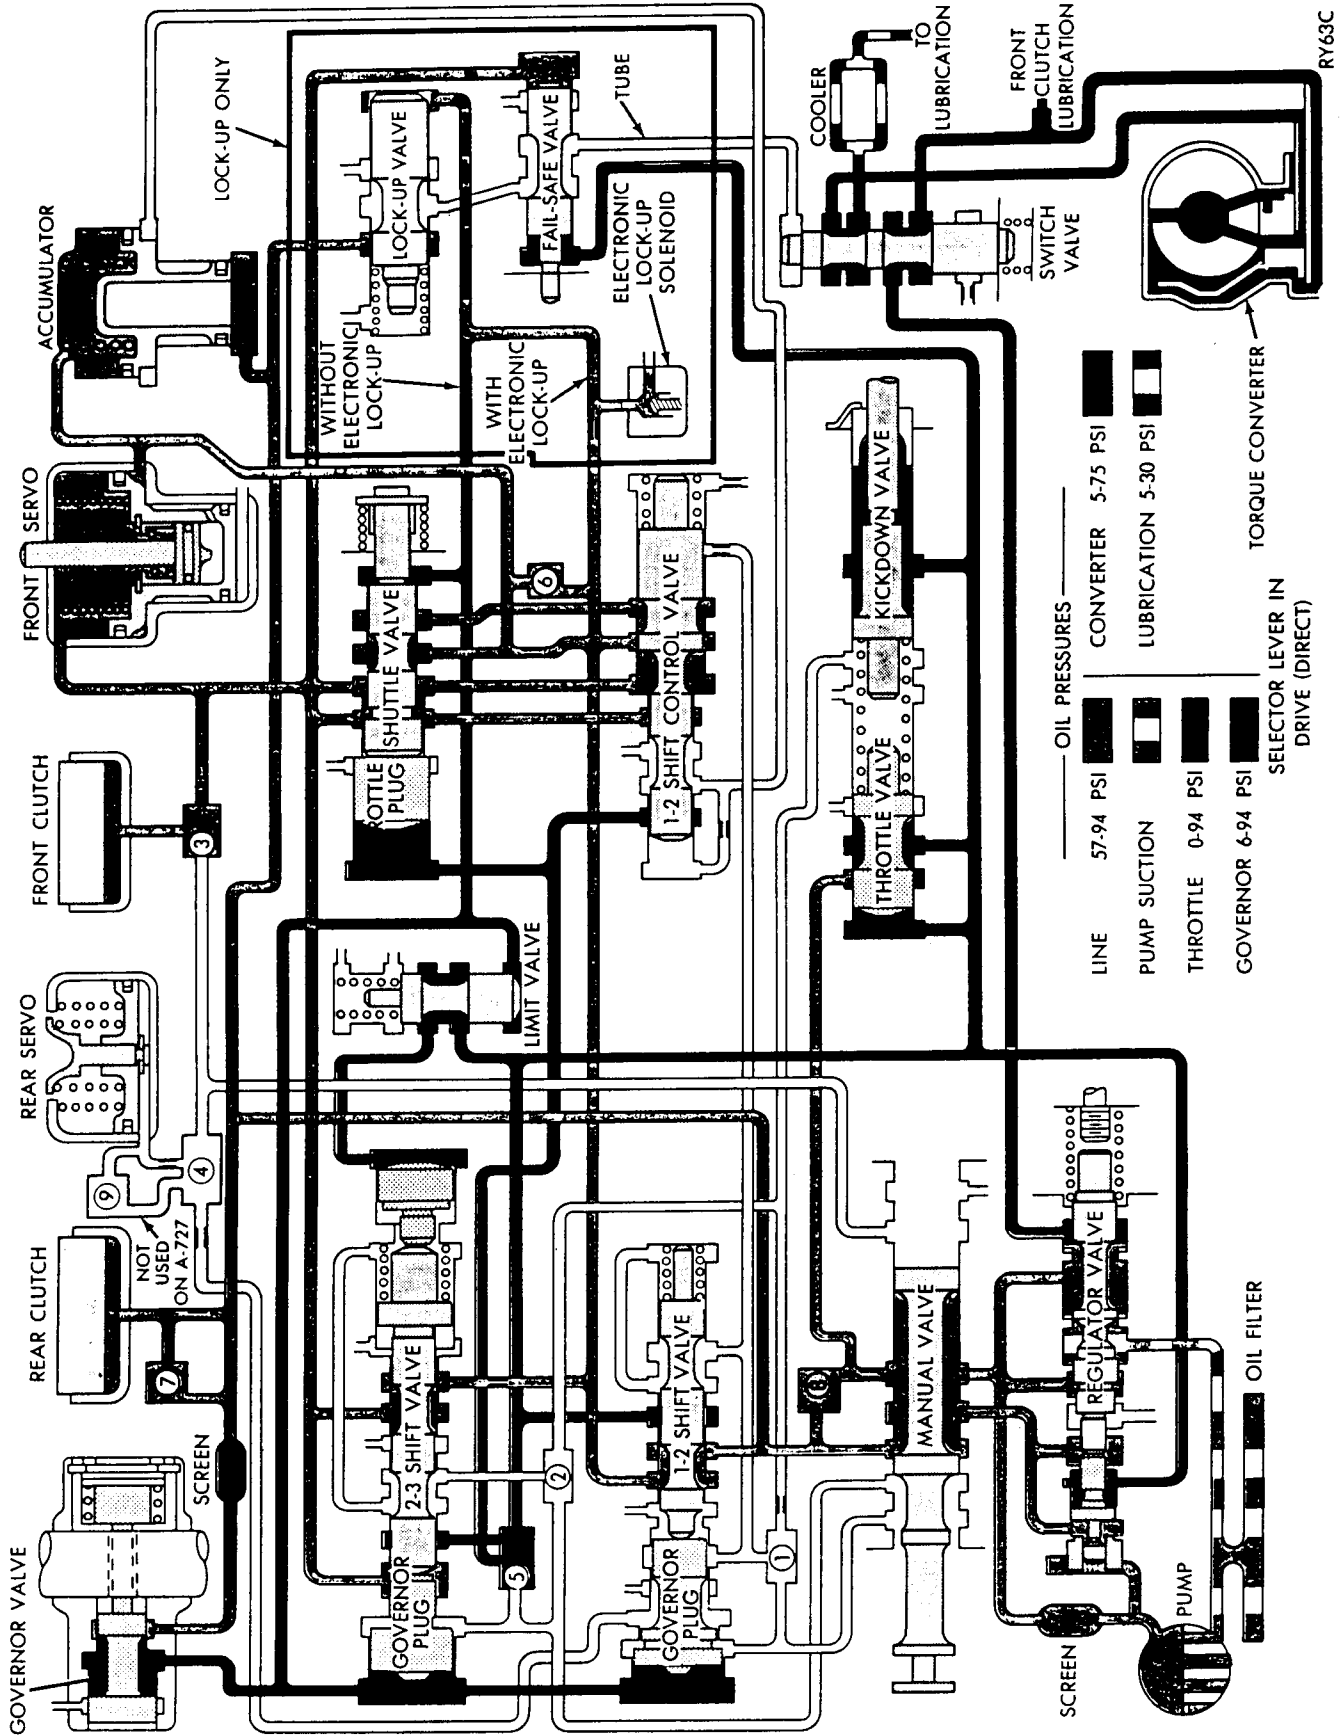 GOVERNOR VALVE
SCREEN
REAR CLUTCH
7
NOT
USED
ON A-727
9
4
REAR SERVO
FRONT CLUTCH
3
FRONT SERVO
ACCUMULATOR
LOCK-UP ONLY
GOVERNOR
PLUG
2-3 SHIFT VALVE
LIMIT VALVE
ROTTLE
PLUG
SHUTTLE VALVE
WITHOUT
ELECTRONIC
LOCK-UP
LOCK-UP VALVE
5
2
6
WITH
ELECTRONIC
LOCK-UP
FAIL-SAFE VALVE
TUBE
ELECTRONIC
LOCK-UP
SOLENOID
GOVERNOR
PLUG
1-2 SHIFT VALVE
1-2 SHIFT CONTROL VALVE
1
8
MANUAL VALVE
THROTTLE VALVE
KICKDOWN VALVE
COOLER
TO
LUBRICATION
FRONT
CLUTCH
LUBRICATION
SWITCH
VALVE
SCREEN
PUMP
REGULATOR VALVE
OIL FILTER
OIL PRESSURES
LINE 57-94 PSI
PUMP SUCTION
THROTTLE 0-94 PSI
GOVERNOR 6-94 PSI
CONVERTER 5-75 PSI
LUBRICATION 5-30 PSI
SELECTOR LEVER IN
DRIVE (DIRECT)
TORQUE CONVERTER
RY63C